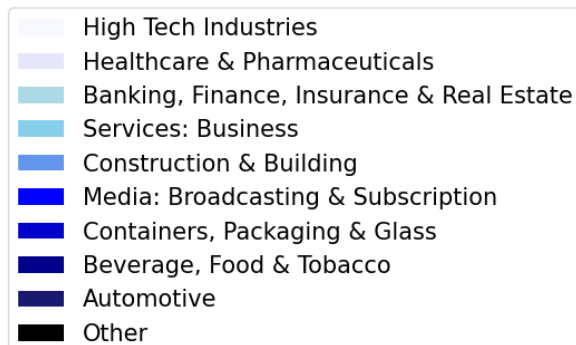 High Tech Industries
Healthcare & Pharmaceuticals
Banking, Finance, Insurance & Real Estate
Services: Business
Construction & Building
Media: Broadcasting & Subscription
Containers, Packaging & Glass
Beverage, Food & Tobacco
Automotive
Other